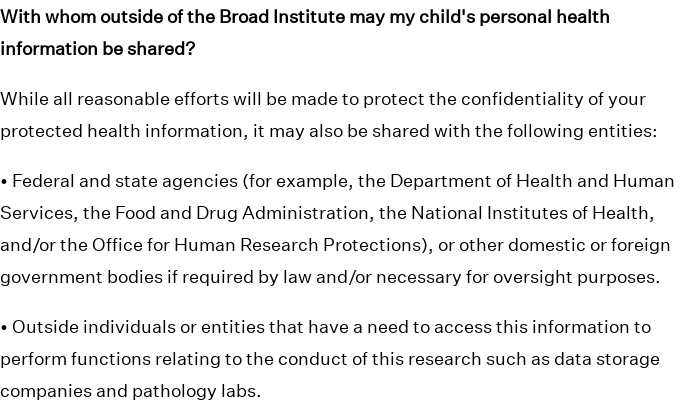 With whom outside of the Broad Institute may my child's personal health
information be shared?
While all reasonable efforts will be made to protect the confidentiality of your
protected health information, it may also be shared with the following entities:
• Federal and state agencies (for example, the Department of Health and Human
Services, the Food and Drug Administration, the National Institutes of Health,
and/or the Office for Human Research Protections), or other domestic or foreign
government bodies if required by law and/or necessary for oversight purposes.
• Outside individuals or entities that have a need to access this information to
perform functions relating to the conduct of this research such as data storage
companies and pathology labs.